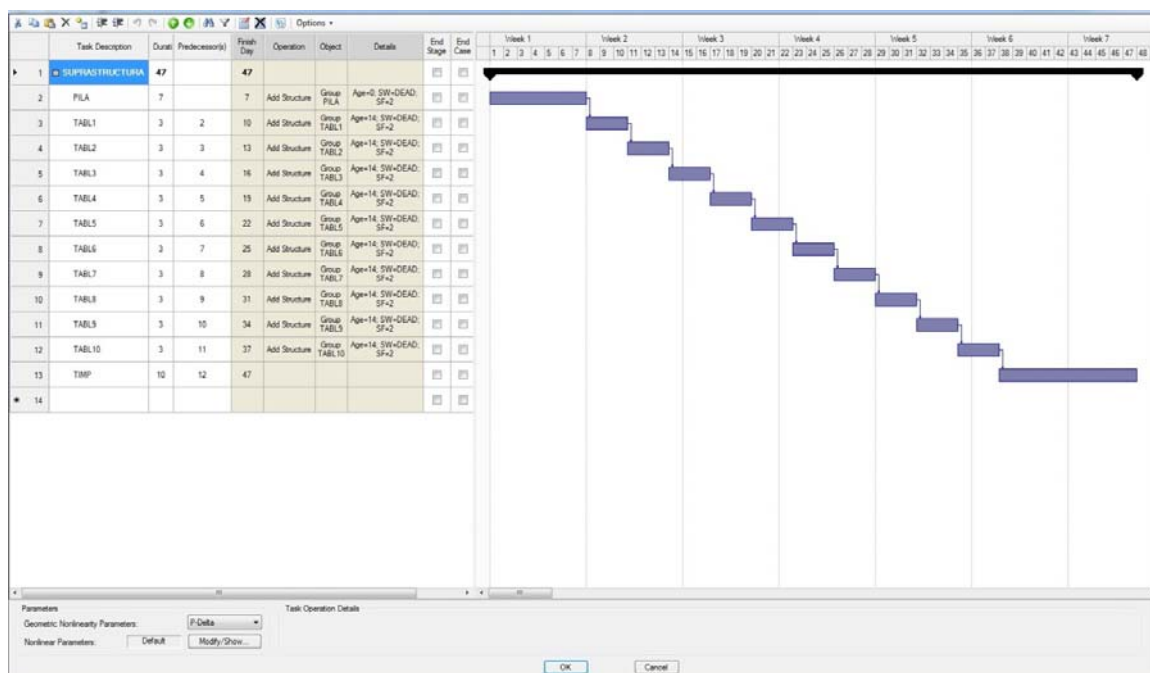 Options
Task Description Durati Predecessor(s) Finish Day Operation Object Details End Stage End Case
Week 1 Week 2 Week 3 Week 4 Week 5 Week 6 Week 7
1 2 3 4 5 6 7 8 9 10 11 12 13 14 15 16 17 18 19 20 21 22 23 24 25 26 27 28 29 30 31 32 33 34 35 36 37 38 39 40 41 42 43 44 45 46 47 48
1 SUPRASTRUCTURA 47 47
2 PILA 7 7 Add Structure Group PILA Age=0; SW=DEAD; SF=2
3 TABL1 3 2 10 Add Structure Group TABL1 Age=14; SW=DEAD; SF=2
4 TABL2 3 3 13 Add Structure Group TABL2 Age=14; SW=DEAD; SF=2
5 TABL3 3 4 16 Add Structure Group TABL3 Age=14; SW=DEAD; SF=2
6 TABL4 3 5 19 Add Structure Group TABL4 Age=14; SW=DEAD; SF=2
7 TABL5 3 6 22 Add Structure Group TABL5 Age=14; SW=DEAD; SF=2
8 TABL6 3 7 25 Add Structure Group TABL6 Age=14; SW=DEAD; SF=2
9 TABL7 3 8 28 Add Structure Group TABL7 Age=14; SW=DEAD; SF=2
10 TABL8 3 9 31 Add Structure Group TABL8 Age=14; SW=DEAD; SF=2
11 TABL9 3 10 34 Add Structure Group TABL9 Age=14; SW=DEAD; SF=2
12 TABL10 3 11 37 Add Structure Group TABL10 Age=14; SW=DEAD; SF=2
13 TIMP 10 12 47
14
Parameters Task Operation Details
Geometric Nonlinearity Parameters: P-Delta
Nonlinear Parameters: Default Modify/Show...
OK Cancel